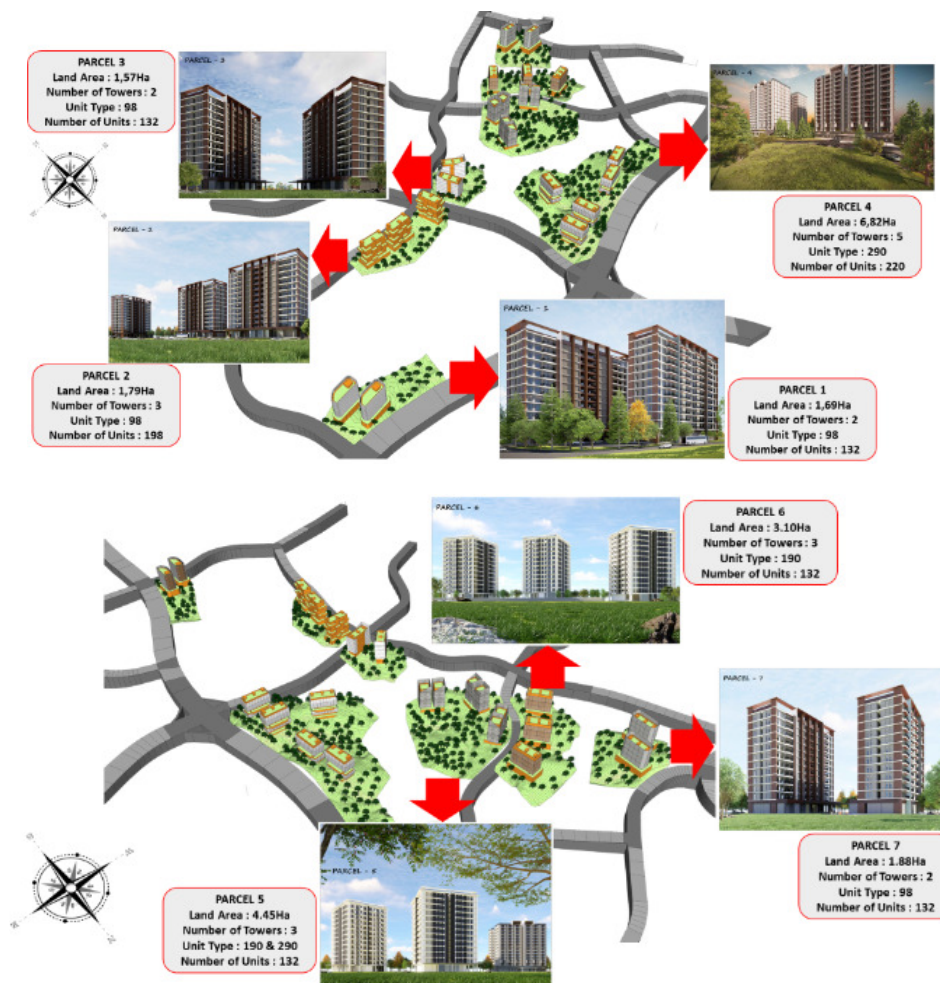 PARCEL 3
Land Area : 1,57Ha
Number of Towers : 2
Unit Type : 98
Number of Units : 132
PARCEL - 3
PARCEL - 4
PARCEL 4
Land Area : 6,82Ha
Number of Towers : 5
Unit Type : 290
Number of Units : 220
PARCEL 2
Land Area : 1,79Ha
Number of Towers : 3
Unit Type : 98
Number of Units : 198
PARCEL - 1
PARCEL 1
Land Area : 1,69Ha
Number of Towers : 2
Unit Type : 98
Number of Units : 132
PARCEL - 6
PARCEL 6
Land Area : 3.10Ha
Number of Towers : 3
Unit Type : 190
Number of Units : 132
PARCEL - 7
PARCEL 7
Land Area : 1.88Ha
Number of Towers : 2
Unit Type : 98
Number of Units : 132
PARCEL - 5
PARCEL 5
Land Area : 4.45Ha
Number of Towers : 3
Unit Type : 190 & 290
Number of Units : 132